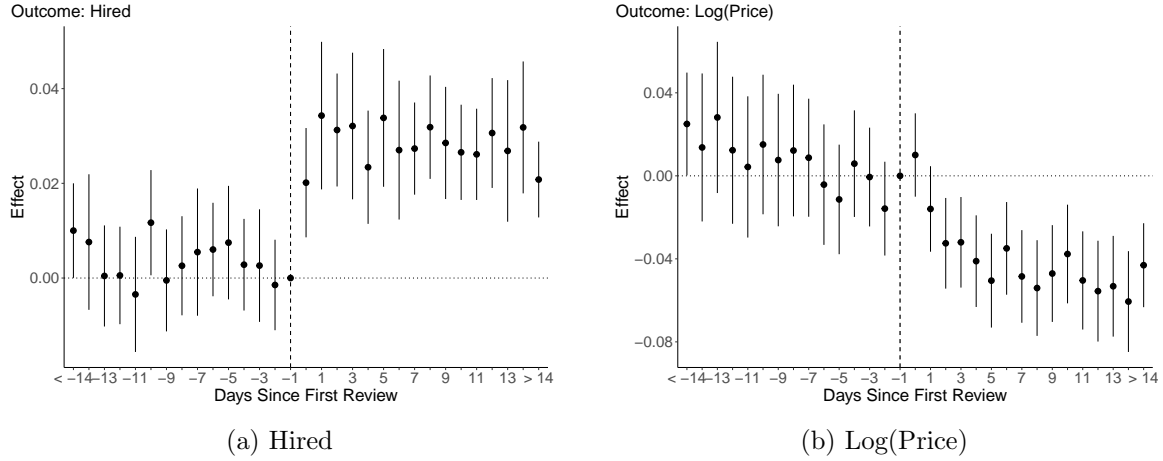 Outcome: Hired
Effect
0.04
0.02
0.00
< −14 −13 −11 −9 −7 −5 −3 −1 1 3 5 7 9 11 13 > 14
Days Since First Review
(a) Hired
Outcome: Log(Price)
Effect
0.04
0.00
−0.04
−0.08
< −14 −13 −11 −9 −7 −5 −3 −1 1 3 5 7 9 11 13 > 14
Days Since First Review
(b) Log(Price)